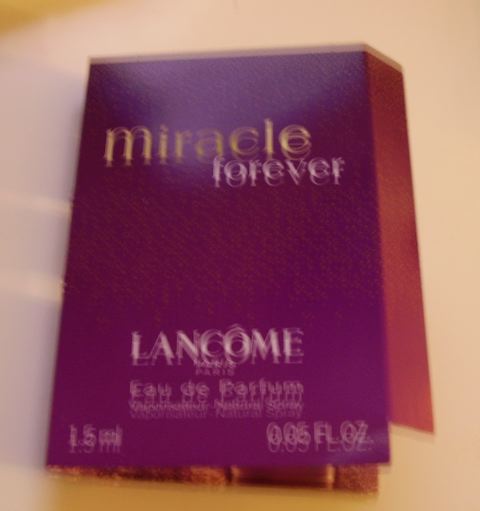 miracle
forever
LANCÔME
PARIS
Eau de Parfum
Vaporisateur-Natural Spray
1.5 ml 0.05 FL.OZ.